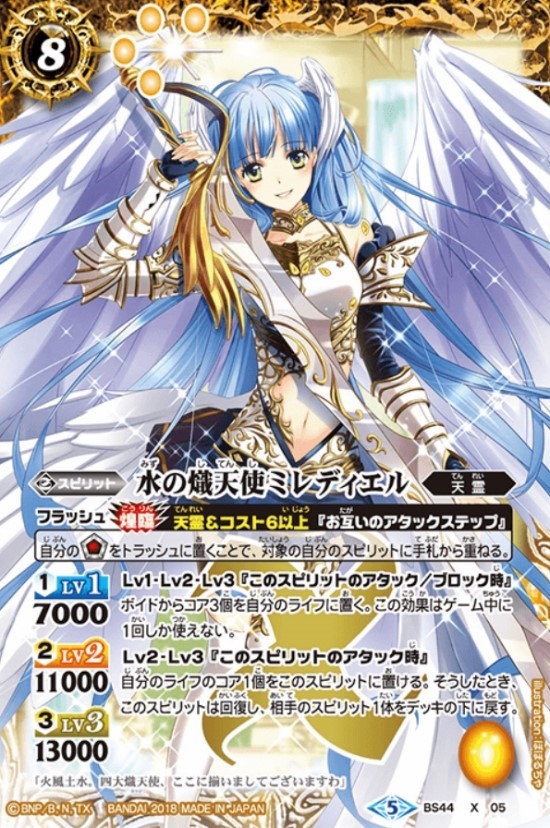 8
水の熾天使ミレディエル
スピリット
天霊
フラッシュ 煌臨 天霊&コスト6以上『お互いのアタックステップ』
自分の をトラッシュに置くことで、対象の自分のスピリットに手札から重ねる。
1 LV1 7000
Lv1・Lv2・Lv3『このスピリットのアタック/ブロック時』
ボイドからコア3個を自分のライフに置く。この効果はゲーム中に
1回しか使えない。
2 LV2 11000
Lv2・Lv3『このスピリットのアタック時』
自分のライフのコア1個をこのスピリットに置ける。そうしたとき、
このスピリットは回復し、相手のスピリット1体をデッキの下に戻す。
3 LV3 13000
「火風土水。四大熾天使、ここに揃いましてございますわ」
illustration:ぽぽるちゃ
©BNP/B, N, TX BANDAI 2018 MADE IN JAPAN
5 BS44 X 05